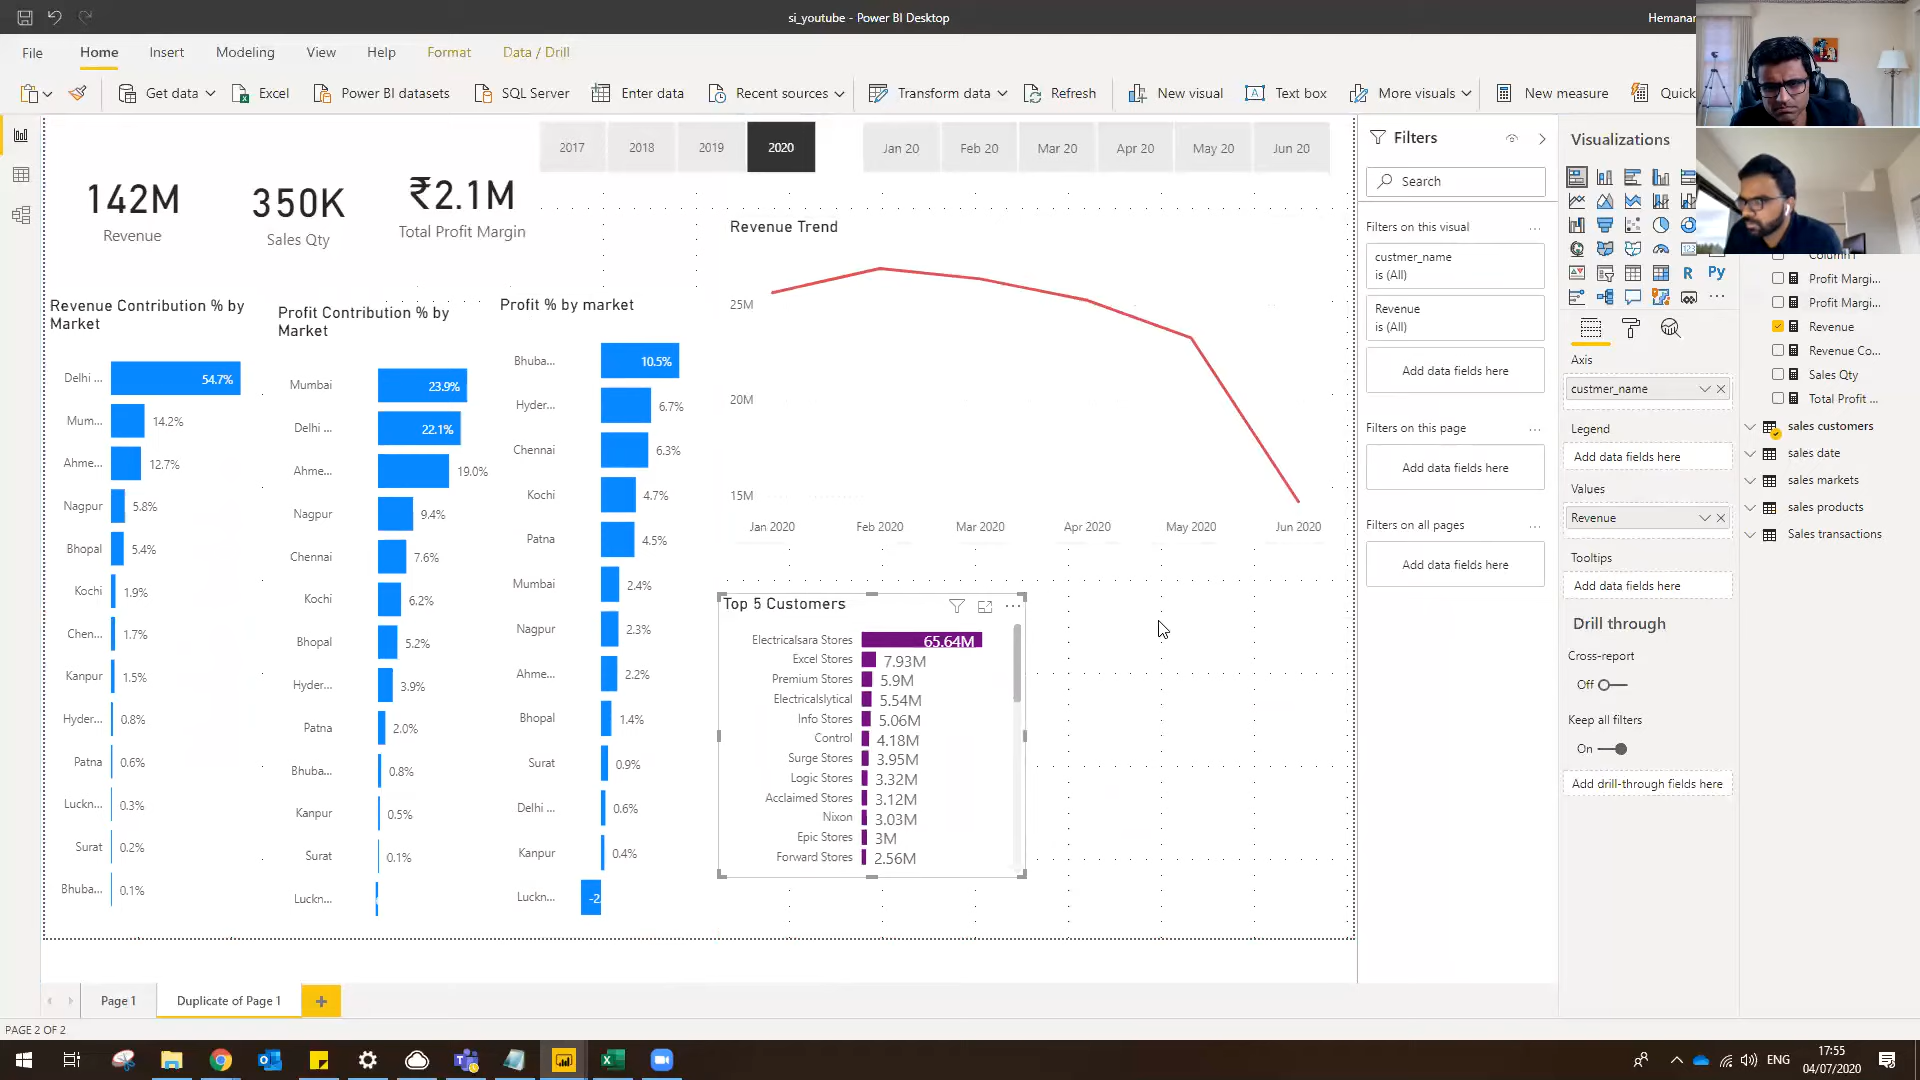 si_youtube - Power BI Desktop
Hemanan
File
Home
Insert
Modeling
View
Help
Format
Data / Drill
Get data
Excel
Power BI datasets
SQL Server
Enter data
Recent sources
Transform data
Refresh
New visual
Text box
More visuals
New measure
Quick
2017
2018
2019
2020
Jan 20
Feb 20
Mar 20
Apr 20
May 20
Jun 20
142M
Revenue
350K
Sales Qty
₹2.1M
Total Profit Margin
Revenue Contribution % by
Market
Delhi ... 54.7%
Mum... 14.2%
Ahme... 12.7%
Nagpur 5.8%
Bhopal 5.4%
Kochi 1.9%
Chen... 1.7%
Kanpur 1.5%
Hyder... 0.8%
Patna 0.6%
Luckn... 0.3%
Surat 0.2%
Bhuba... 0.1%
Profit Contribution % by
Market
Mumbai 23.9%
Delhi ... 22.1%
Ahme... 19.0%
Nagpur 9.4%
Chennai 7.6%
Kochi 6.2%
Bhopal 5.2%
Hyder... 3.9%
Patna 2.0%
Bhuba... 0.8%
Kanpur 0.5%
Surat 0.1%
Luckn...
Profit % by market
Bhuba... 10.5%
Hyder... 6.7%
Chennai 6.3%
Kochi 4.7%
Patna 4.5%
Mumbai 2.4%
Nagpur 2.3%
Ahme... 2.2%
Bhopal 1.4%
Surat 0.9%
Delhi ... 0.6%
Kanpur 0.4%
Luckn... -2
Revenue Trend
25M
20M
15M
Jan 2020
Feb 2020
Mar 2020
Apr 2020
May 2020
Jun 2020
Top 5 Customers
Electricalsara Stores 65.64M
Excel Stores 7.93M
Premium Stores 5.9M
Electricalslytical 5.54M
Info Stores 5.06M
Control 4.18M
Surge Stores 3.95M
Logic Stores 3.32M
Acclaimed Stores 3.12M
Nixon 3.03M
Epic Stores 3M
Forward Stores 2.56M
Filters
Search
Filters on this visual
custmer_name
is (All)
Revenue
is (All)
Add data fields here
Filters on this page
Add data fields here
Filters on all pages
Add data fields here
Visualizations
R
Py
123
Axis
custmer_name
Legend
Add data fields here
Values
Revenue
Tooltips
Add data fields here
Drill through
Cross-report
Off
Keep all filters
On
Add drill-through fields here
Column1
Profit Margi...
Profit Margi...
Revenue
Revenue Co...
Sales Qty
Total Profit ...
sales customers
sales date
sales markets
sales products
Sales transactions
Page 1
Duplicate of Page 1
+
PAGE 2 OF 2
ENG
17:55
04/07/2020